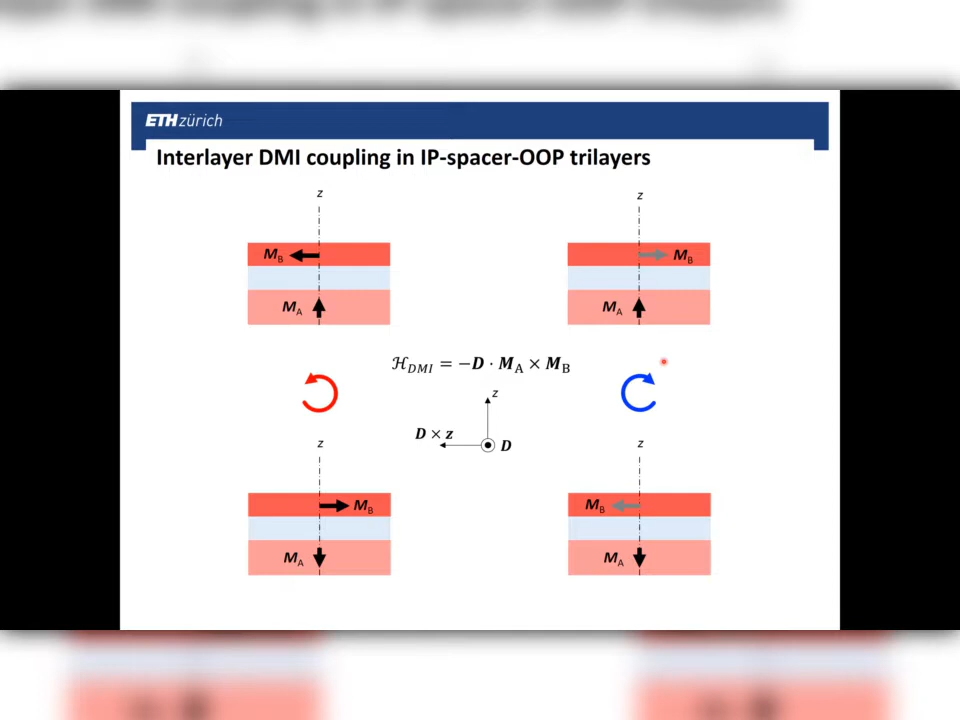 ETH zürich
Interlayer DMI coupling in IP-spacer-OOP trilayers
z
z
M_B
M_B
M_A
M_A
ℋ_DMI = −D · M_A × M_B
z
D × z
D
z
z
M_B
M_B
M_A
M_A